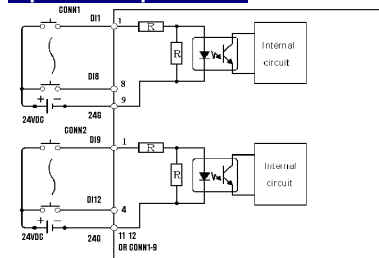 CONN1
DI1
1
R
R
Internal
circuit
DI8
8
+
−
9
24VDC
24G
CONN2
DI9
1
R
R
Internal
circuit
DI12
4
+
−
24VDC
24G
11 12
OR CONN1-9